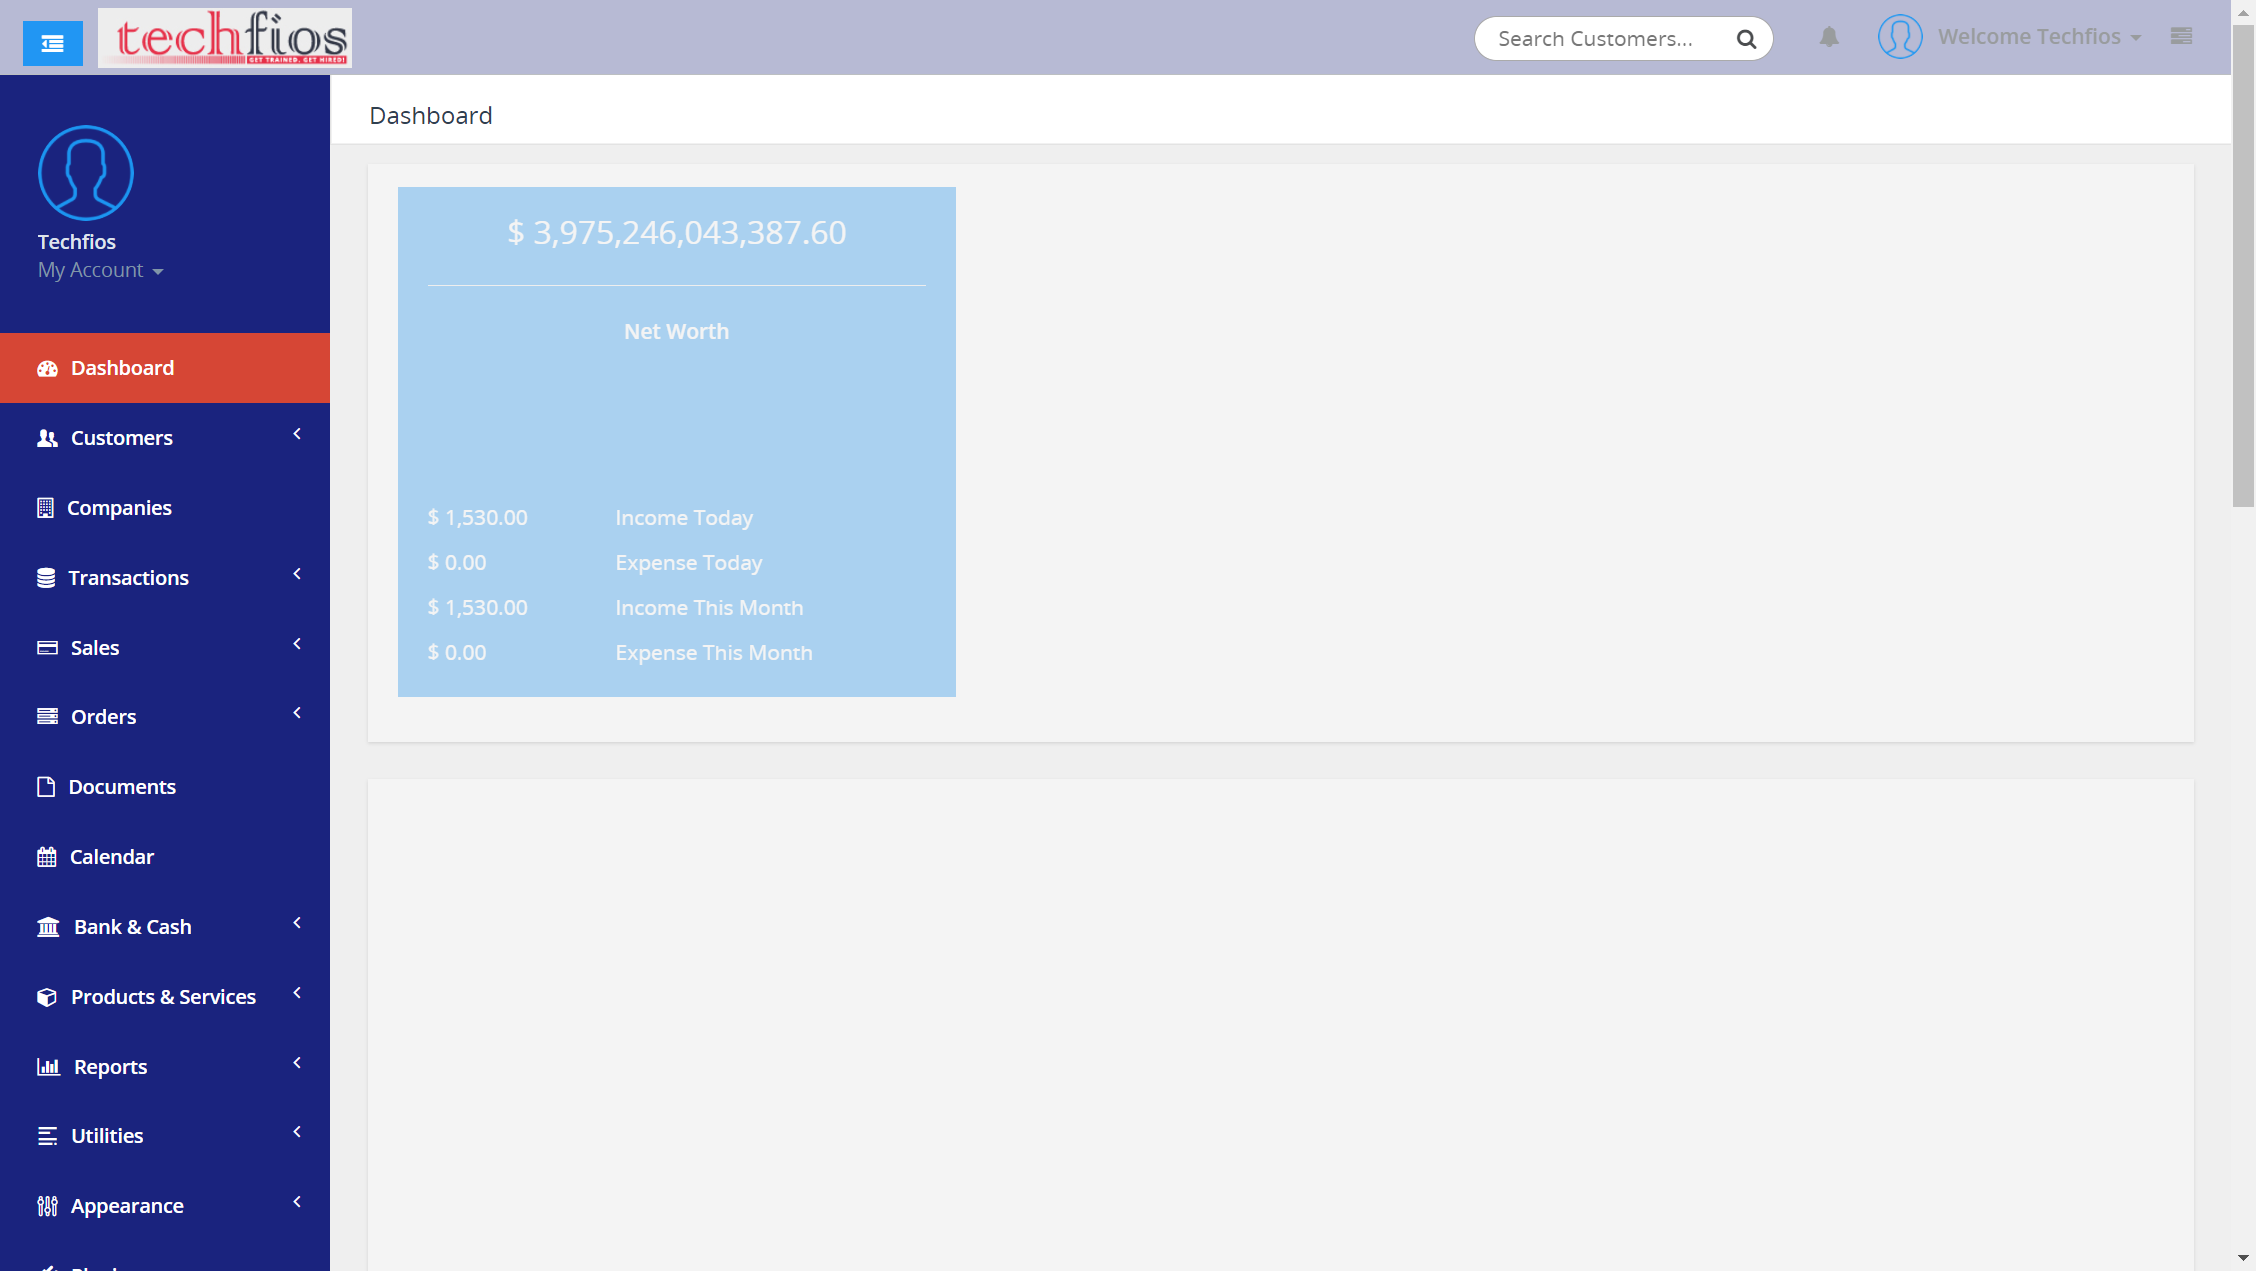 techfios
GET TRAINED. GET HIRED!
Search Customers...
Welcome Techfios
Techfios
My Account
Dashboard
Customers
Companies
Transactions
Sales
Orders
Documents
Calendar
Bank & Cash
Products & Services
Reports
Utilities
Appearance
Dashboard
$ 3,975,246,043,387.60
Net Worth
$ 1,530.00 Income Today
$ 0.00 Expense Today
$ 1,530.00 Income This Month
$ 0.00 Expense This Month